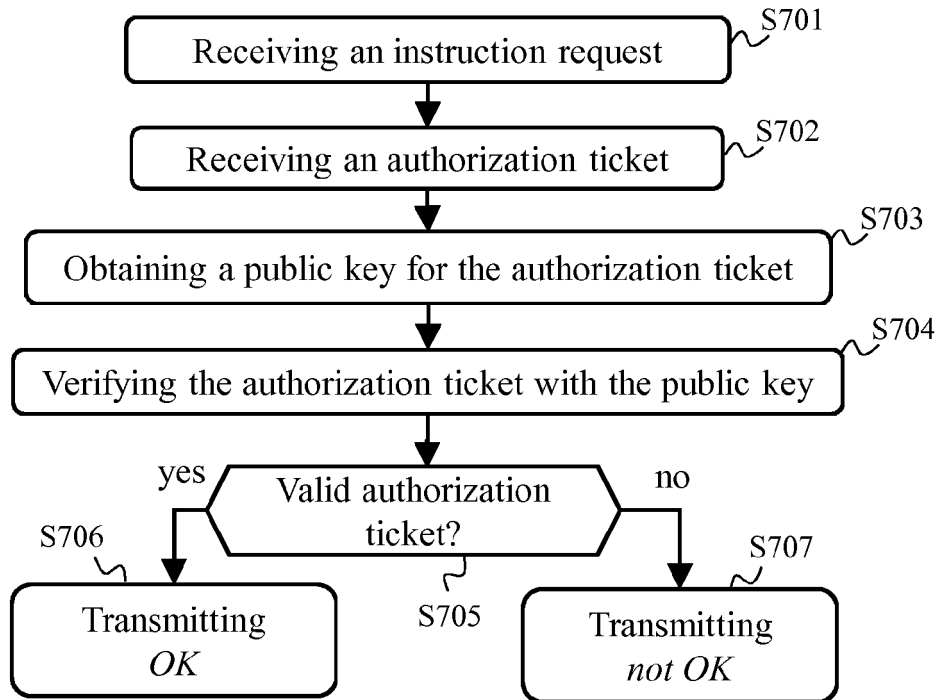 S701
Receiving an instruction request
S702
Receiving an authorization ticket
S703
Obtaining a public key for the authorization ticket
S704
Verifying the authorization ticket with the public key
yes
Valid authorization
ticket?
no
S705
S706
Transmitting
OK
S707
Transmitting
not OK